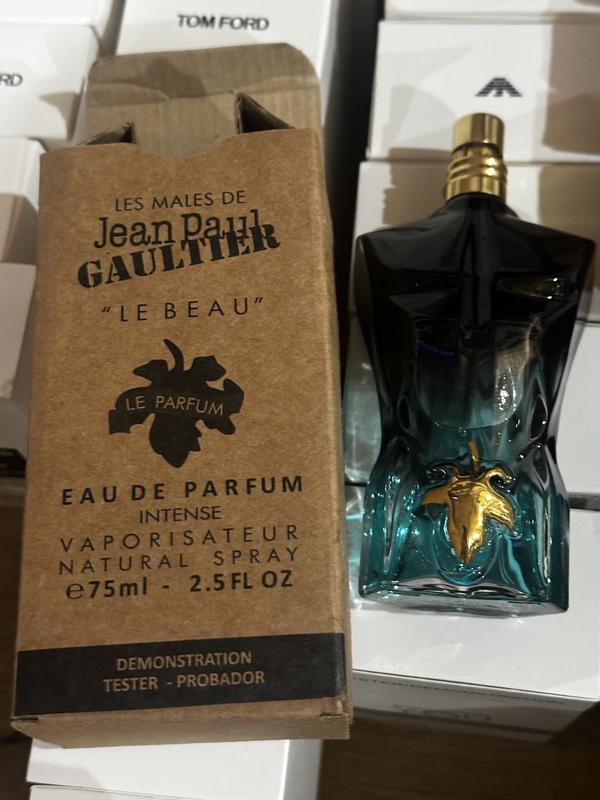 TOM FORD
RD
LES MALES DE
Jean Paul
GAULTIER
"LE BEAU"
LE PARFUM
EAU DE PARFUM
INTENSE
VAPORISATEUR
NATURAL SPRAY
℮75ml - 2.5 FL OZ
DEMONSTRATION
TESTER - PROBADOR